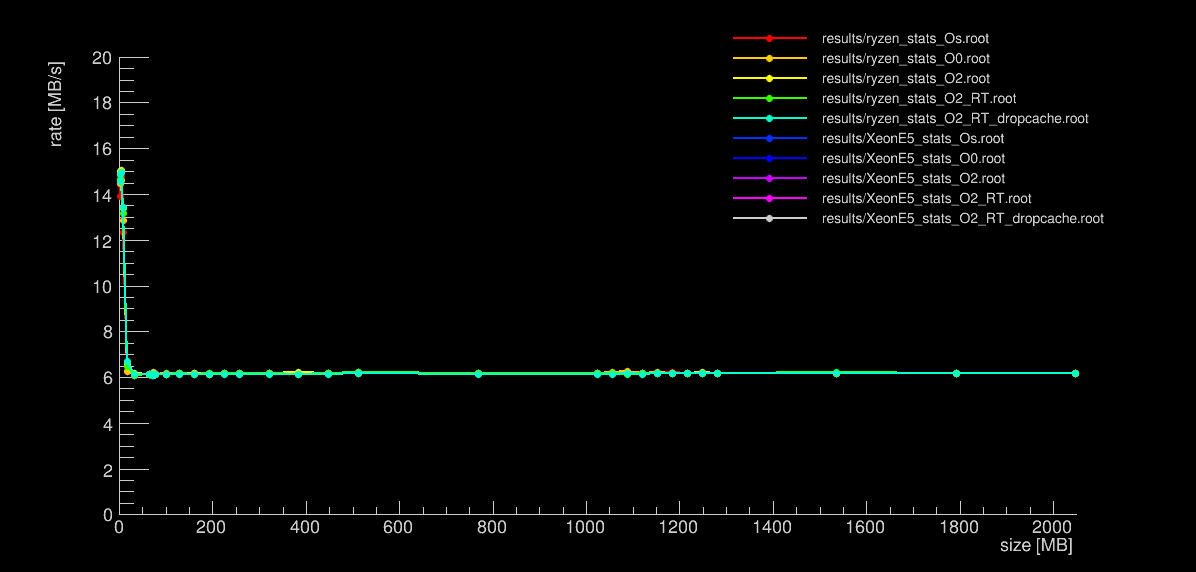 results/ryzen_stats_Os.root
results/ryzen_stats_O0.root
results/ryzen_stats_O2.root
results/ryzen_stats_O2_RT.root
results/ryzen_stats_O2_RT_dropcache.root
results/XeonE5_stats_Os.root
results/XeonE5_stats_O0.root
results/XeonE5_stats_O2.root
results/XeonE5_stats_O2_RT.root
results/XeonE5_stats_O2_RT_dropcache.root
rate [MB/s]
20
18
16
14
12
10
8
6
4
2
0
0 200 400 600 800 1000 1200 1400 1600 1800 2000
size [MB]